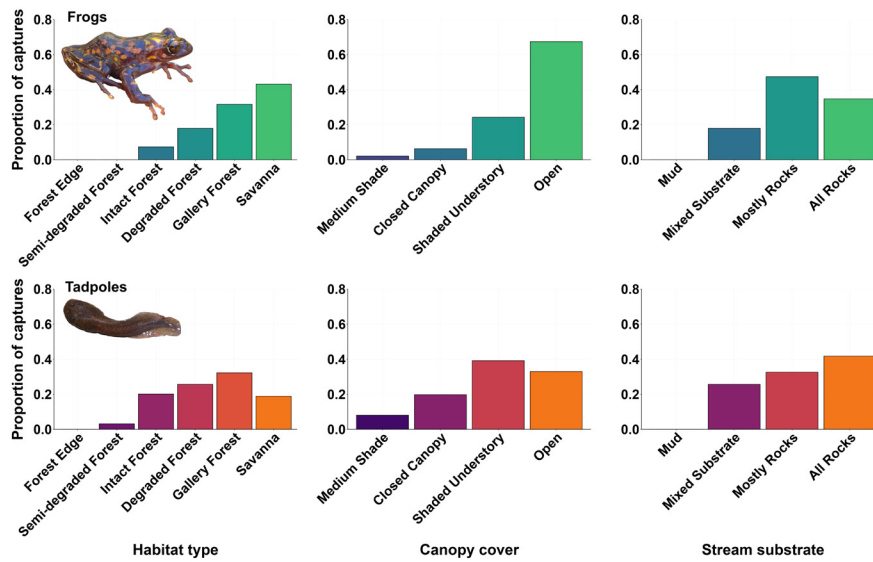 Frogs
Proportion of captures
0.8
0.6
0.4
0.2
0.0
Forest Edge
Semi-degraded Forest
Intact Forest
Degraded Forest
Gallery Forest
Savanna
0.8
0.6
0.4
0.2
0.0
Medium Shade
Closed Canopy
Shaded Understory
Open
0.8
0.6
0.4
0.2
0.0
Mud
Mixed Substrate
Mostly Rocks
All Rocks
Tadpoles
Proportion of captures
0.8
0.6
0.4
0.2
0.0
Forest Edge
Semi-degraded Forest
Intact Forest
Degraded Forest
Gallery Forest
Savanna
Habitat type
0.8
0.6
0.4
0.2
0.0
Medium Shade
Closed Canopy
Shaded Understory
Open
Canopy cover
0.8
0.6
0.4
0.2
0.0
Mud
Mixed Substrate
Mostly Rocks
All Rocks
Stream substrate